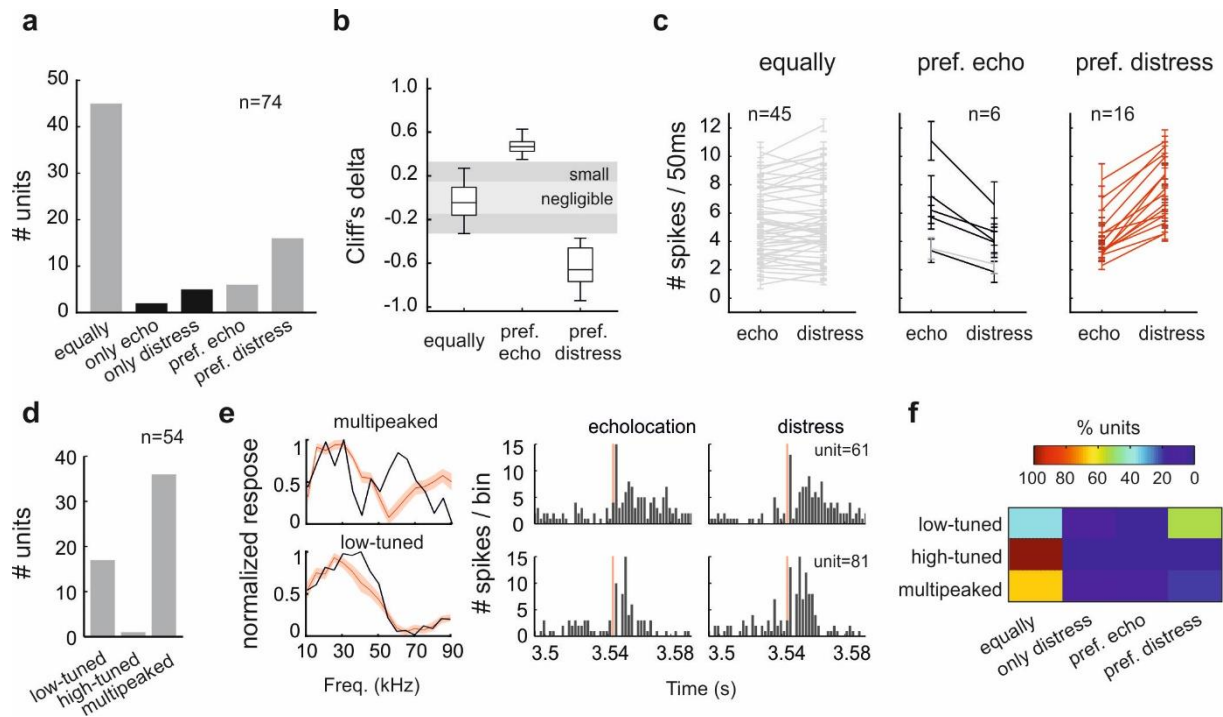 a
# units
50
40
30
20
10
0
n=74
equally
only echo
only distress
pref. echo
pref. distress
b
Cliff's delta
1.0
0.6
0.2
-0.2
-0.6
-1.0
small
negligible
equally
pref.
echo
pref.
distress
c
equally
pref. echo
pref. distress
# spikes / 50ms
12
10
8
6
4
2
0
n=45
n=6
n=16
echo distress
echo distress
echo distress
d
# units
n=54
40
20
0
low-tuned
high-tuned
multipeaked
e
normalized respose
multipeaked
1
0.5
0
low-tuned
1
0.5
0
10 30 50 70 90
Freq. (kHz)
# spikes / bin
echolocation
distress
15
10
5
0
unit=61
15
10
5
0
unit=81
3.5 3.54 3.58
3.5 3.54 3.58
Time (s)
f
% units
100 80 60 40 20 0
low-tuned
high-tuned
multipeaked
equally
only distress
pref. echo
pref. distress